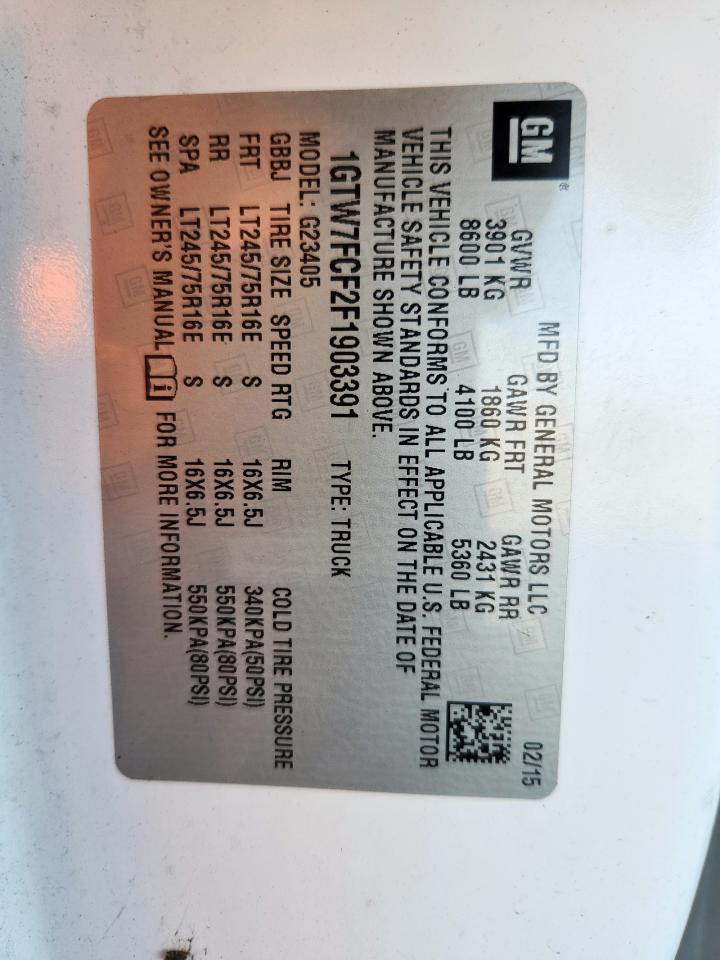 GM®
MFD BY GENERAL MOTORS LLC 02/15
GVWR GAWR FRT GAWR RR
3901 KG 1860 KG 2431 KG
8600 LB 4100 LB 5360 LB
THIS VEHICLE CONFORMS TO ALL APPLICABLE U.S. FEDERAL MOTOR
VEHICLE SAFETY STANDARDS IN EFFECT ON THE DATE OF
MANUFACTURE SHOWN ABOVE.
1GTW7FCF2F1903391 TYPE: TRUCK
MODEL: G23405
GBBJ TIRE SIZE SPEED RTG RIM COLD TIRE PRESSURE
FRT LT245/75R16E S 16X6.5J 340KPA(50PSI)
RR LT245/75R16E S 16X6.5J 550KPA(80PSI)
SPA LT245/75R16E S 16X6.5J 550KPA(80PSI)
SEE OWNER'S MANUAL FOR MORE INFORMATION.